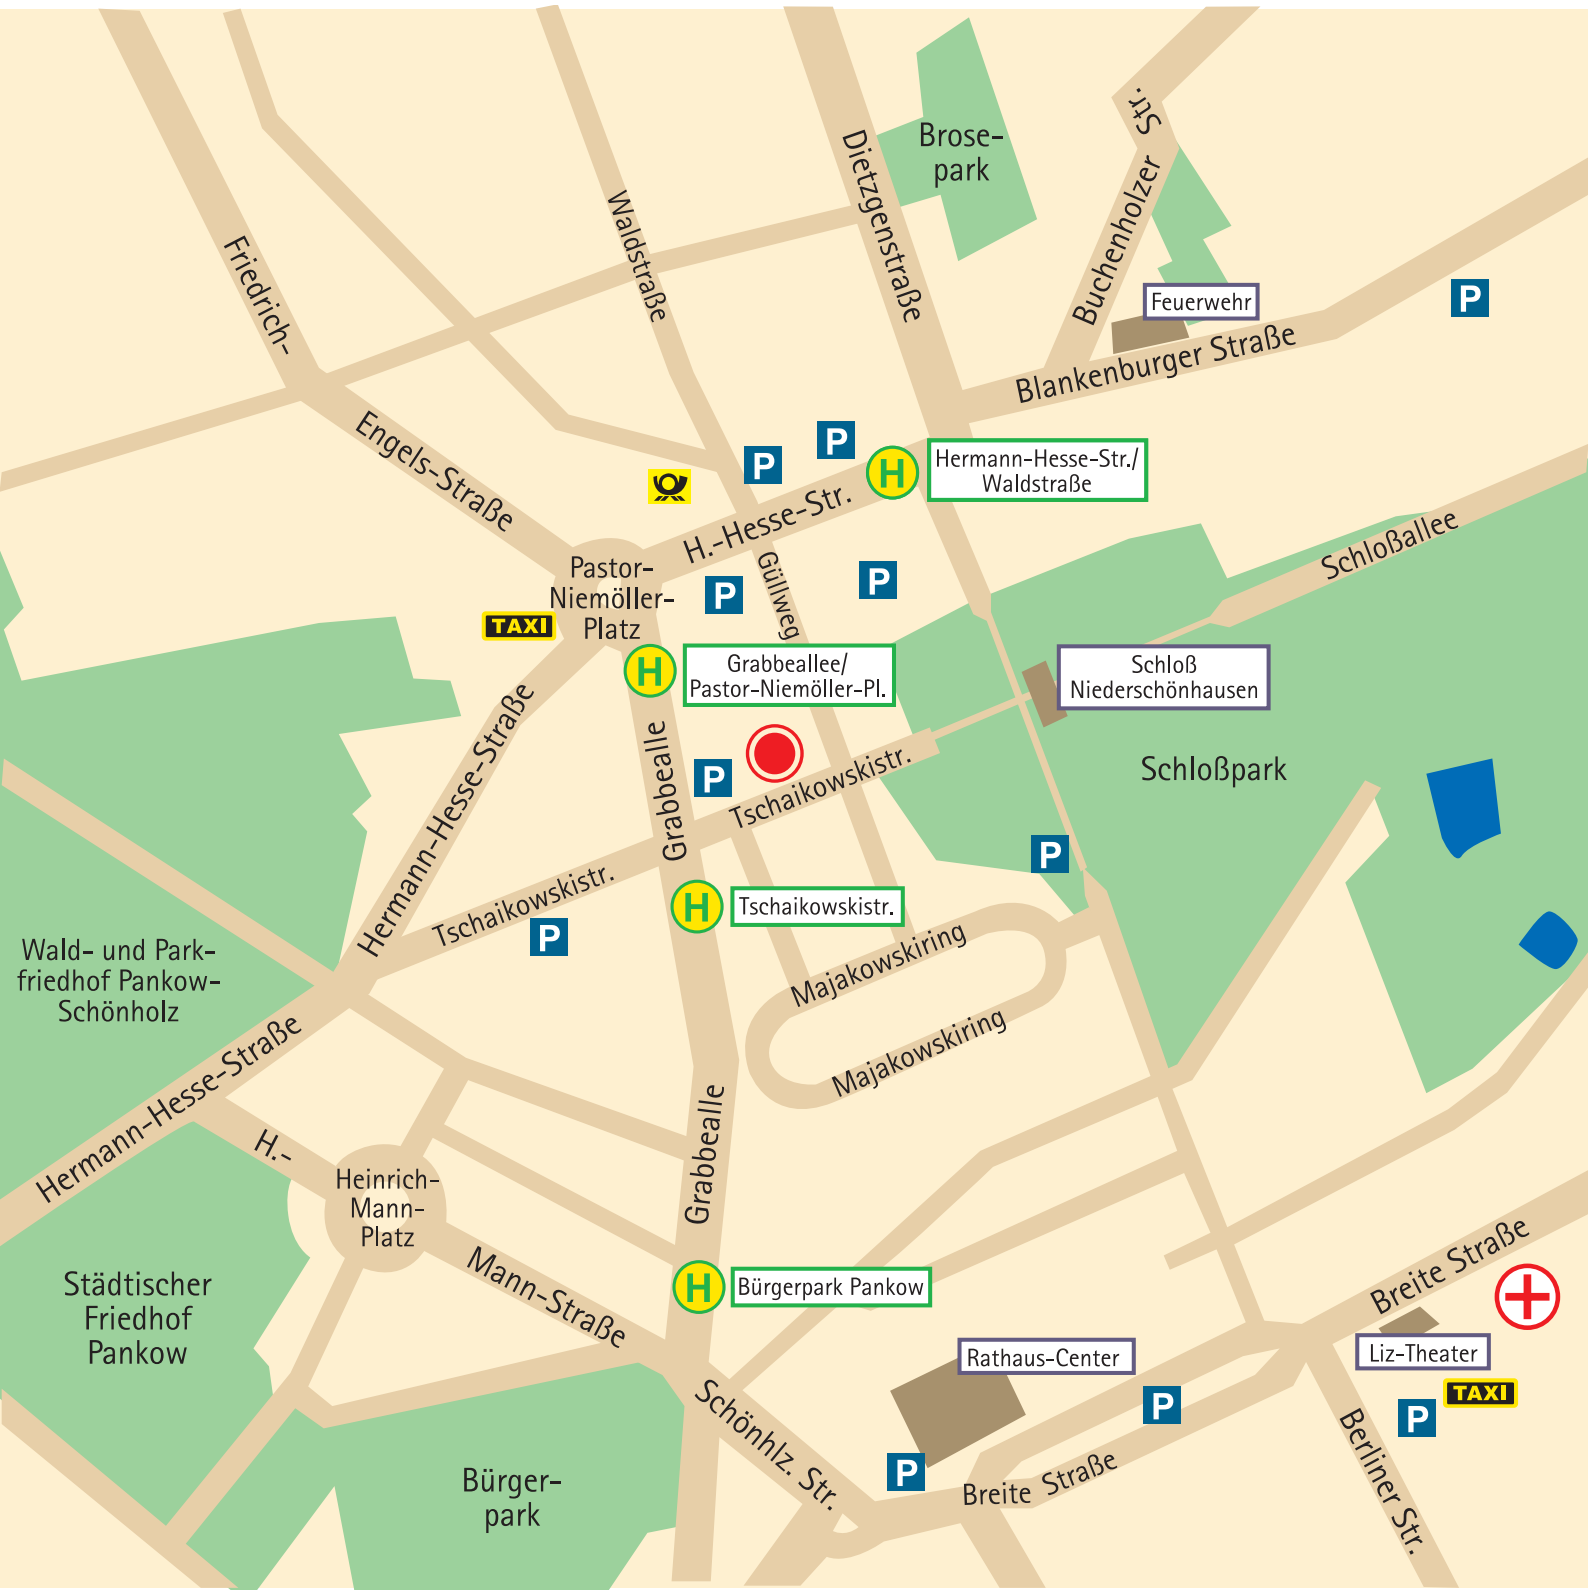 Brose-
park
Str.
Buchenholzer
Dietzgenstraße
Waldstraße
Friedrich-
Feuerwehr
P
Blankenburger Straße
Engels-Straße
P
P
H
Hermann-Hesse-Str./
Waldstraße
H.-Hesse-Str.
Schloßallee
Pastor-
Niemöller-
Platz
TAXI
P
Güllweg
P
H
Grabbeallee/
Pastor-Niemöller-Pl.
Schloß
Niederschönhausen
Hermann-Hesse-Straße
Grabbealle
P
Tschaikowskistr.
Schloßpark
P
Tschaikowskistr.
P
H
Tschaikowskistr.
Wald- und Park-
friedhof Pankow-
Schönholz
Majakowskiring
Majakowskiring
Hermann-Hesse-Straße
H.-
Heinrich-
Mann-
Platz
Grabbealle
Mann-Straße
H
Bürgerpark Pankow
Städtischer
Friedhof
Pankow
Breite Straße
Rathaus-Center
Liz-Theater
TAXI
P
P
Schönhlz. Str.
Berliner Str.
P
Breite Straße
Bürger-
park